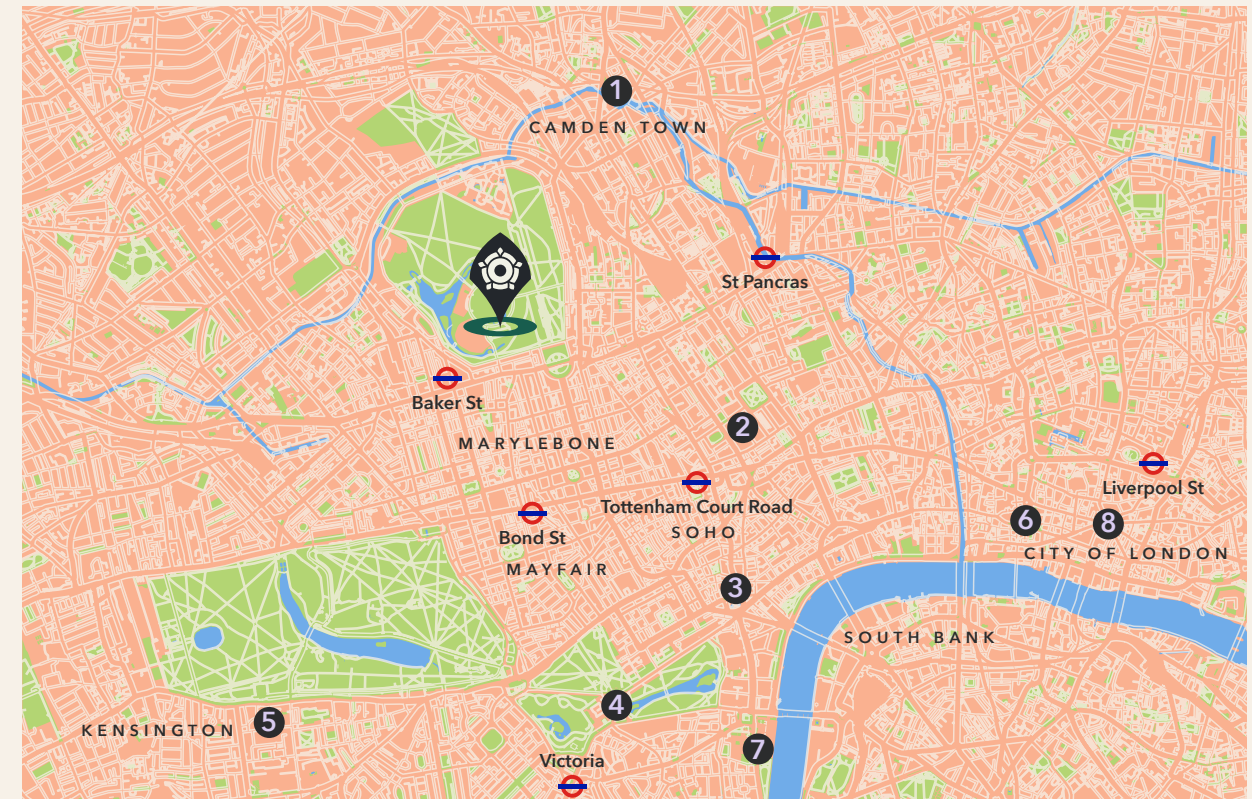 1
CAMDEN TOWN
St Pancras
Baker St
2
MARYLEBONE
Liverpool St
Tottenham Court Road
Bond St
SOHO
6
8
CITY OF LONDON
MAYFAIR
3
SOUTH BANK
4
5
KENSINGTON
7
Victoria